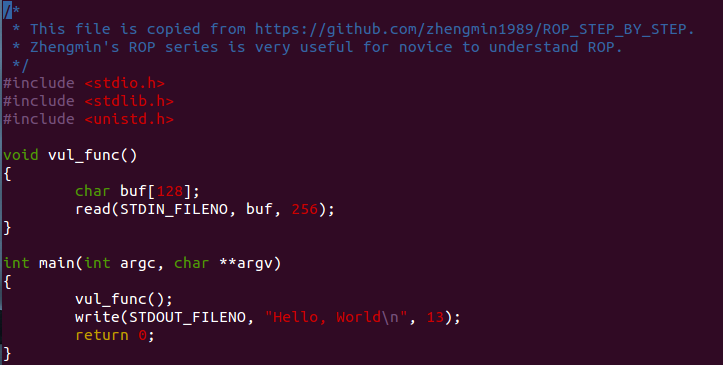 /*
 * This file is copied from https://github.com/zhengmin1989/ROP_STEP_BY_STEP.
 * Zhengmin's ROP series is very useful for novice to understand ROP.
 */
#include <stdio.h>
#include <stdlib.h>
#include <unistd.h>
void vul_func()
{
        char buf[128];
        read(STDIN_FILENO, buf, 256);
}
int main(int argc, char **argv)
{
        vul_func();
        write(STDOUT_FILENO, "Hello, World\n", 13);
        return 0;
}